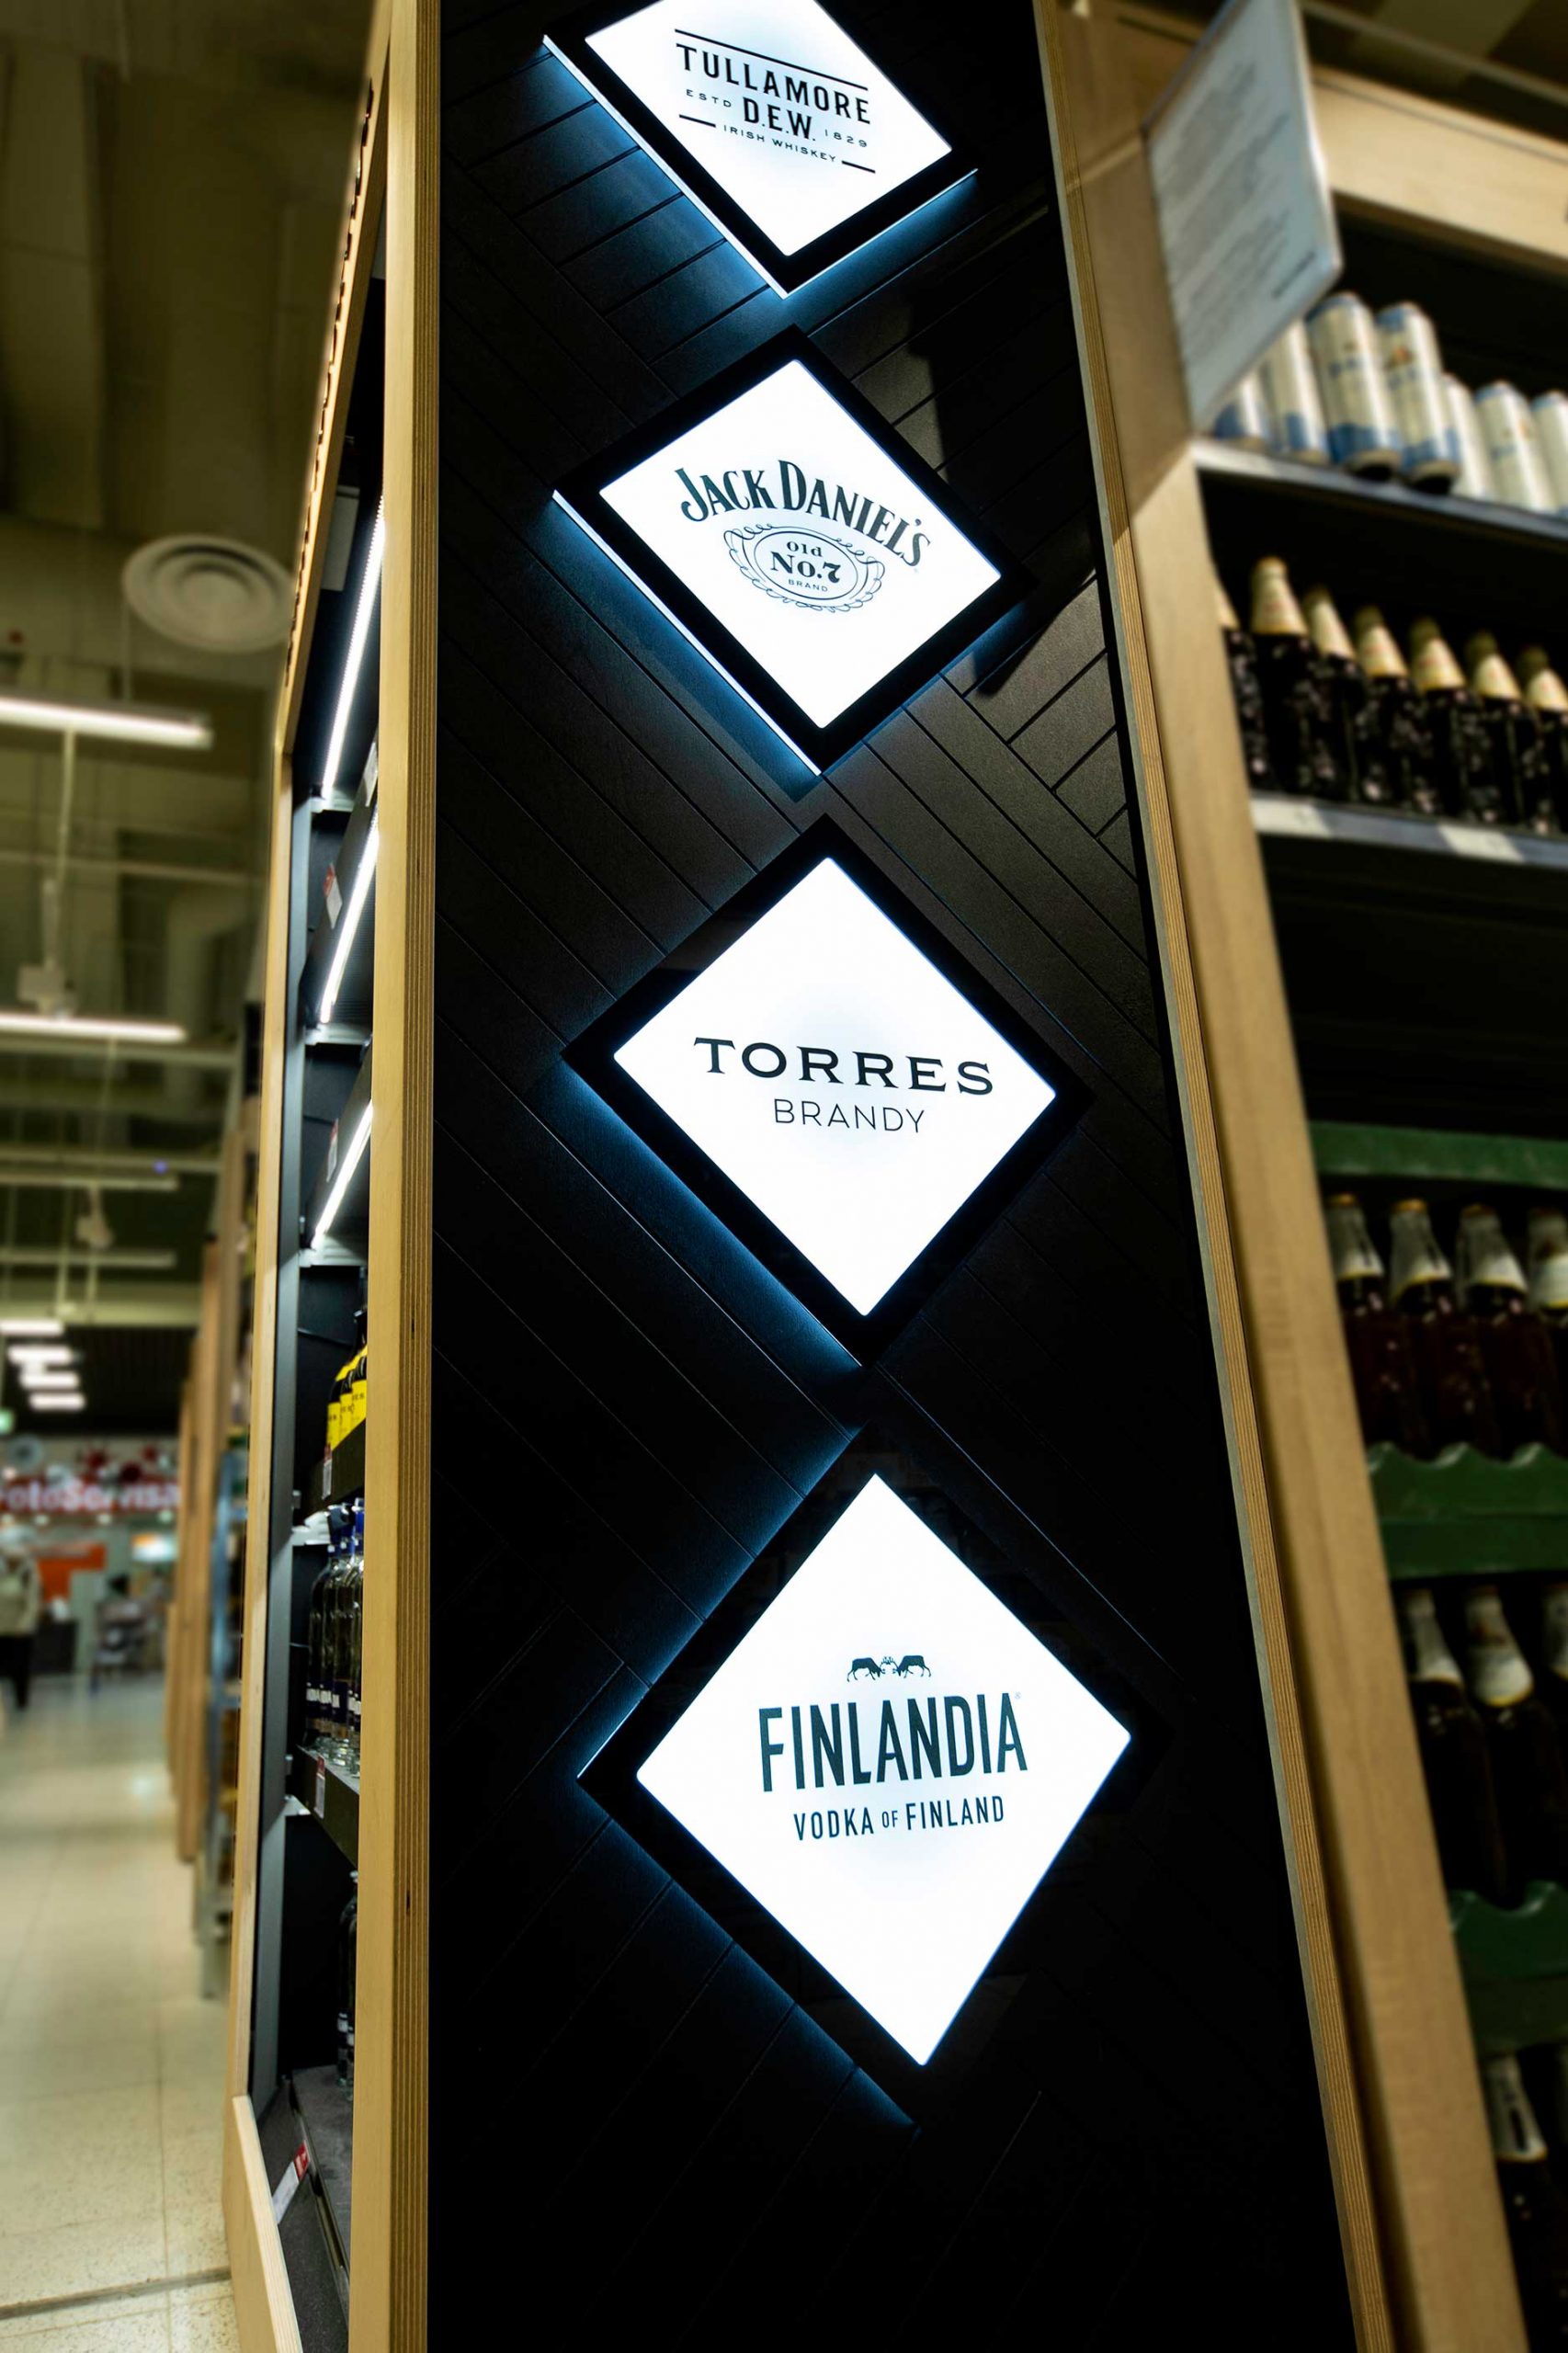 TULLAMORE
ESTD D.E.W. 1829
IRISH WHISKEY
JACK DANIEL'S
Old
No.7
BRAND
TORRES
BRANDY
FINLANDIA
VODKA OF FINLAND